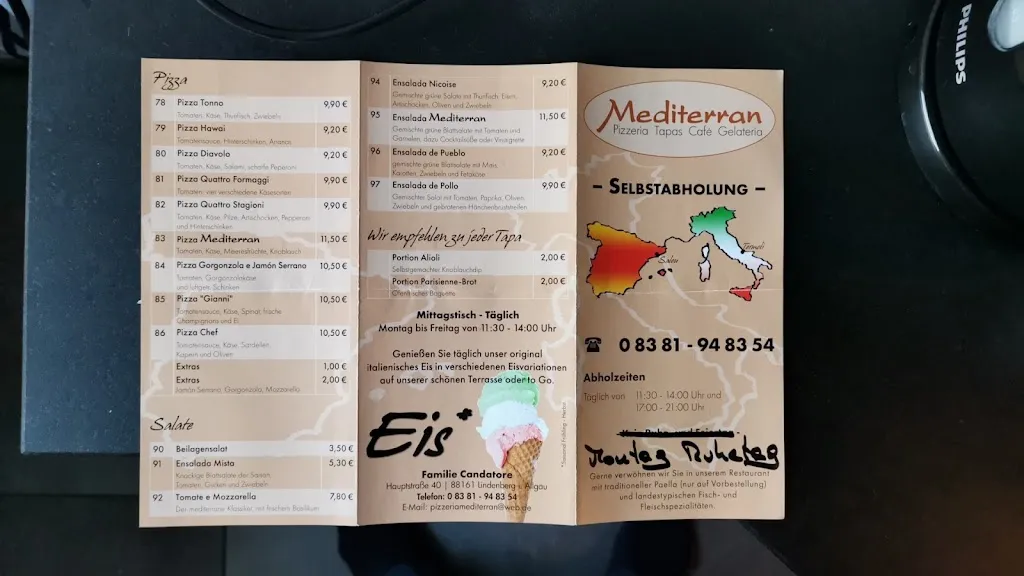 Pizza
78 Pizza Tonno 9,90 €
Tomaten, Käse, Thunfisch, Zwiebeln
79 Pizza Hawai 9,20 €
Tomatensauce, Hinterschinken, Ananas
80 Pizza Diavolo 9,20 €
Tomaten, Käse, Salami, scharfe Peperoni
81 Pizza Quattro Formaggi 9,90 €
Tomaten, vier verschiedene Käsesorten
82 Pizza Quattro Stagioni 9,90 €
Tomaten, Käse, Pilze, Artischocken, Pepperoni
und Hinterschinken
83 Pizza Mediterran 11,50 €
Tomaten, Käse, Meeresfrüchte, Knoblauch
84 Pizza Gorgonzola e Jamón Serrano 10,50 €
Tomaten, Gorgonzolakäse
und luftgetr. Schinken
85 Pizza "Gianni" 10,50 €
Tomatensauce, Käse, Spinat, frische
Champignons und Ei
86 Pizza Chef 10,50 €
Tomatensauce, Käse, Sardellen,
Kapern und Oliven
Extras 1,00 €
Extras 2,00 €
Jamón Serrano, Gorgonzola, Mozzarella
Salate
90 Beilagensalat 3,50 €
91 Ensalada Mista 5,30 €
Knackige Blattsalate der Saison,
Tomaten, Gurken und Zwiebeln
92 Tomate e Mozzarella 7,80 €
Der mediterrane Klassiker, mit frischem Basilikum
94 Ensalada Nicoise 9,20 €
Gemischte grüne Salate mit Thunfisch, Eiern,
Artischocken, Oliven und Zwiebeln
95 Ensalada Mediterran 11,50 €
Gemischte grüne Blattsalate mit Tomaten und
Garnelen, dazu Cocktailsoße oder Vinaigrette
96 Ensalada de Pueblo 9,20 €
gemischte grüne Blattsalate mit Mais,
Karotten, Zwiebeln und Fetakäse
97 Ensalada de Pollo 9,90 €
Gemischter Salat mit Tomaten, Paprika, Oliven,
Zwiebeln und gebratenen Hänchenbruststreifen
Wir empfehlen zu jeder Tapa
Portion Alioli 2,00 €
Selbstgemachter Knoblauchdip
Portion Parisienne-Brot 2,00 €
Ofenfrisches Baguette
Mittagstisch - Täglich
Montag bis Freitag von 11:30 - 14:00 Uhr
Genießen Sie täglich unser original
italienisches Eis in verschiedenen Eisvariationen
auf unserer schönen Terrasse oder to Go.
Eis*
*Saisonal Frühling - Herbst
Familie Candatore
Hauptstraße 40 | 88161 Lindenberg i. Allgäu
Telefon: 0 83 81 - 94 83 54
E-Mail: pizzeriamediterran@web.de
Mediterran
Pizzeria Tapas Café Gelateria
– SELBSTABHOLUNG –
Salou
Termoli
☎ 0 83 81 - 94 83 54
Abholzeiten
Täglich von 11:30 - 14:00 Uhr und
17:00 - 21:00 Uhr
Montag Ruhetag
Gerne verwöhnen wir Sie in unserem Restaurant
mit traditioneller Paella (nur auf Vorbestellung)
und landestypischen Fisch- und
Fleischspezialitäten.
PHILIPS